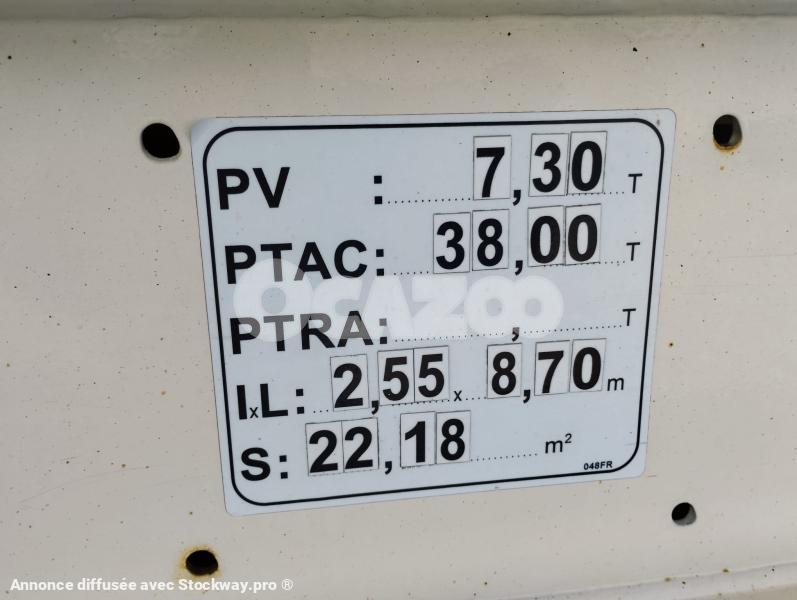 PV : 7,30 T
PTAC: 38,00 T
OCAZOO
PTRA: , T
IxL: 2,55 x 8,70 m
S: 22,18 m²
048FR
Annonce diffusée avec Stockway.pro ®